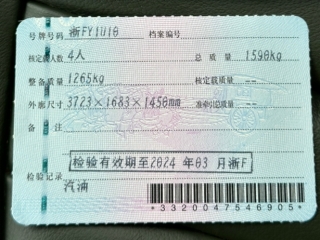 号牌号码 浙FY1U10 档案编号
核定载人数 4人 总质量 1590kg
整备质量 1265kg 核定载质量 --
外廓尺寸 3723×1683×1450mm 准牵引总质量 --
备注
检验有效期至2024年03月浙F
检验记录
汽油
*3320047546905*